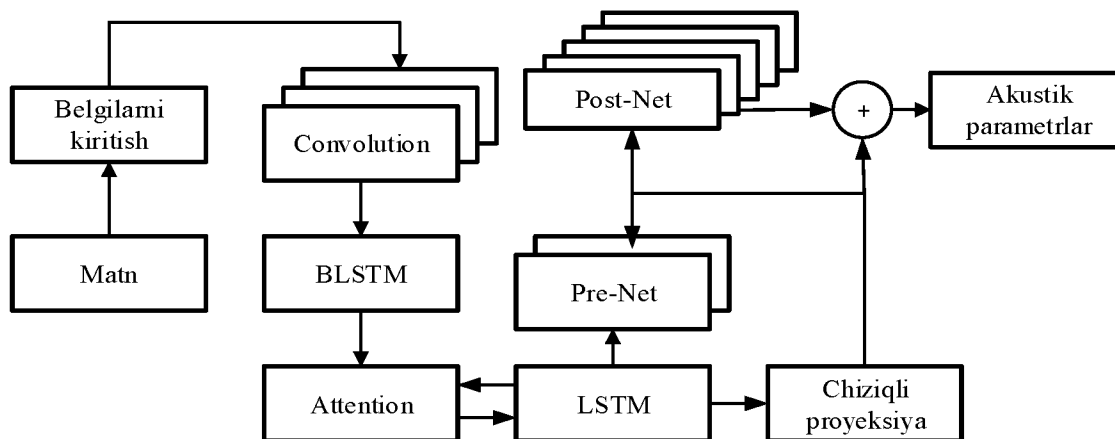 Belgilarni
kiritish
Matn
Convolution
BLSTM
Attention
Post-Net
Pre-Net
LSTM
+
Akustik
parametrlar
Chiziqli
proyeksiya